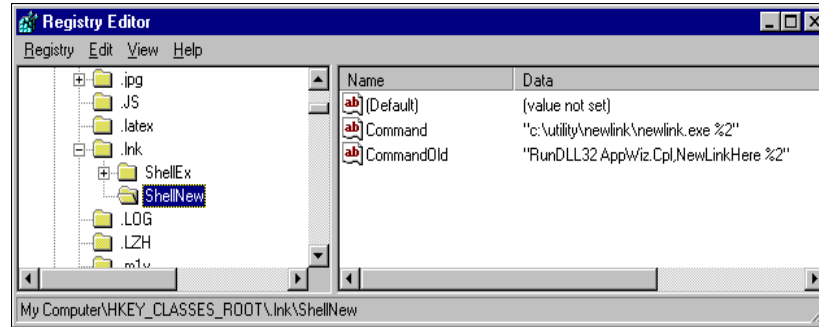 Registry Editor
Registry Edit View Help
.jpg
.JS
.latex
.lnk
ShellEx
ShellNew
.LOG
.LZH
.m1v
Name Data
(Default) (value not set)
Command "c:\utility\newlink\newlink.exe %2"
CommandOld "RunDLL32 AppWiz.Cpl,NewLinkHere %2"
My Computer\HKEY_CLASSES_ROOT\.lnk\ShellNew